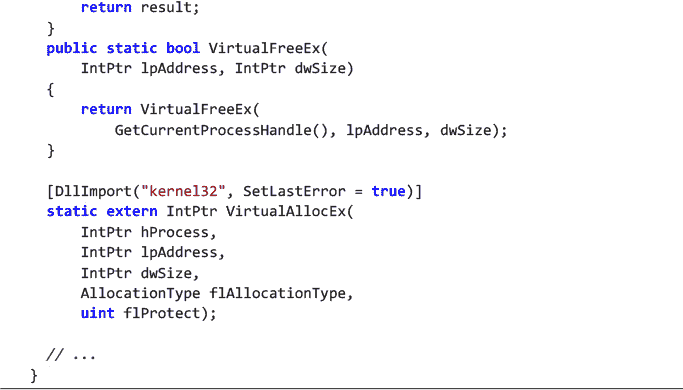 return result;
    }
    public static bool VirtualFreeEx(
        IntPtr lpAddress, IntPtr dwSize)
    {
        return VirtualFreeEx(
            GetCurrentProcessHandle(), lpAddress, dwSize);
    }

    [DllImport("kernel32", SetLastError = true)]
    static extern IntPtr VirtualAllocEx(
        IntPtr hProcess,
        IntPtr lpAddress,
        IntPtr dwSize,
        AllocationType flAllocationType,
        uint flProtect);

    // ...
}